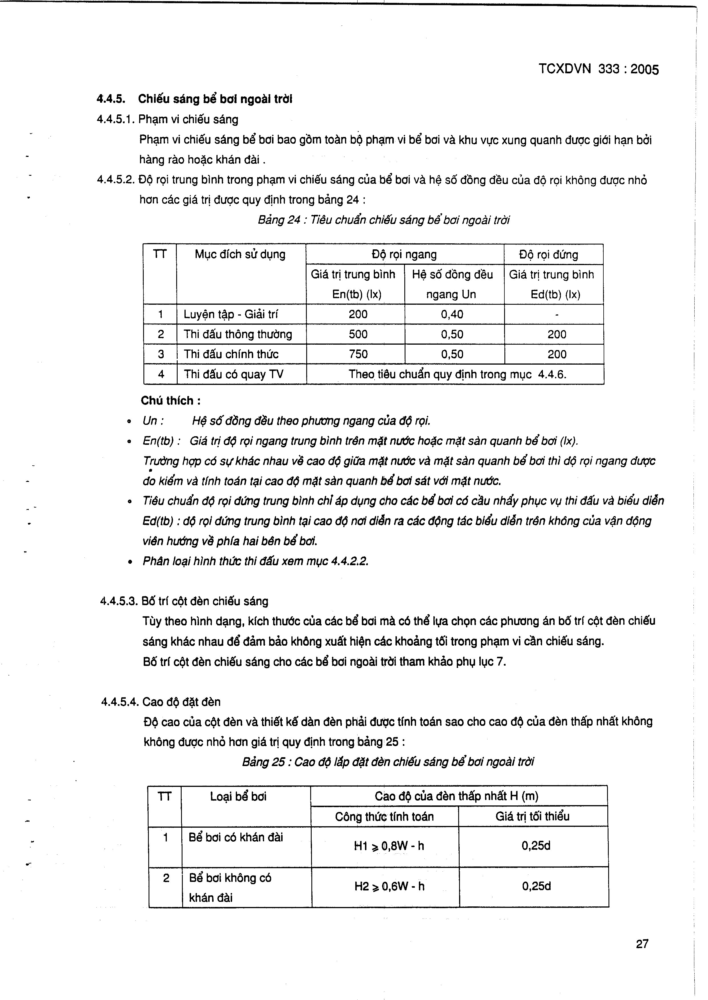 TCXDVN 333 : 2005
4.4.5. Chiếu sáng bể bơi ngoài trời
4.4.5.1. Phạm vi chiếu sáng
Phạm vi chiếu sáng bể bơi bao gồm toàn bộ phạm vi bể bơi và khu vực xung quanh được giới hạn bởi
hàng rào hoặc khán đài .
4.4.5.2. Độ rọi trung bình trong phạm vi chiếu sáng của bể bơi và hệ số đồng đều của độ rọi không được nhỏ
hơn các giá trị được quy định trong bảng 24 :
Bảng 24 : Tiêu chuẩn chiếu sáng bể bơi ngoài trời
TT Mục đích sử dụng Độ rọi ngang Độ rọi đứng
Giá trị trung bình Hệ số đồng đều Giá trị trung bình
En(tb) (lx) ngang Un Ed(tb) (lx)
1 Luyện tập - Giải trí 200 0,40 -
2 Thi đấu thông thường 500 0,50 200
3 Thi đấu chính thức 750 0,50 200
4 Thi đấu có quay TV Theo tiêu chuẩn quy định trong mục 4.4.6.
Chú thích :
• Un : Hệ số đồng đều theo phương ngang của độ rọi.
• En(tb) : Giá trị độ rọi ngang trung bình trên mặt nước hoặc mặt sàn quanh bể bơi (lx).
Trường hợp có sự khác nhau về cao độ giữa mặt nước và mặt sàn quanh bể bơi thì độ rọi ngang được
đo kiểm và tính toán tại cao độ mặt sàn quanh bể bơi sát với mặt nước.
• Tiêu chuẩn độ rọi đứng trung bình chỉ áp dụng cho các bể bơi có cầu nhẩy phục vụ thi đấu và biểu diễn
Ed(tb) : độ rọi đứng trung bình tại cao độ nơi diễn ra các động tác biểu diễn trên không của vận động
viên hướng về phía hai bên bể bơi.
• Phân loại hình thức thi đấu xem mục 4.4.2.2.
4.4.5.3. Bố trí cột đèn chiếu sáng
Tùy theo hình dạng, kích thước của các bể bơi mà có thể lựa chọn các phương án bố trí cột đèn chiếu
sáng khác nhau để đảm bảo không xuất hiện các khoảng tối trong phạm vi cần chiếu sáng.
Bố trí cột đèn chiếu sáng cho các bể bơi ngoài trời tham khảo phụ lục 7.
4.4.5.4. Cao độ đặt đèn
Độ cao của cột đèn và thiết kế dàn đèn phải được tính toán sao cho cao độ của đèn thấp nhất không
không được nhỏ hơn giá trị quy định trong bảng 25 :
Bảng 25 : Cao độ lắp đặt đèn chiếu sáng bể bơi ngoài trời
TT Loại bể bơi Cao độ của đèn thấp nhất H (m)
Công thức tính toán Giá trị tối thiểu
1 Bể bơi có khán đài H1 ⩾ 0,8W - h 0,25d
2 Bể bơi không có
khán đài H2 ⩾ 0,6W - h 0,25d
27